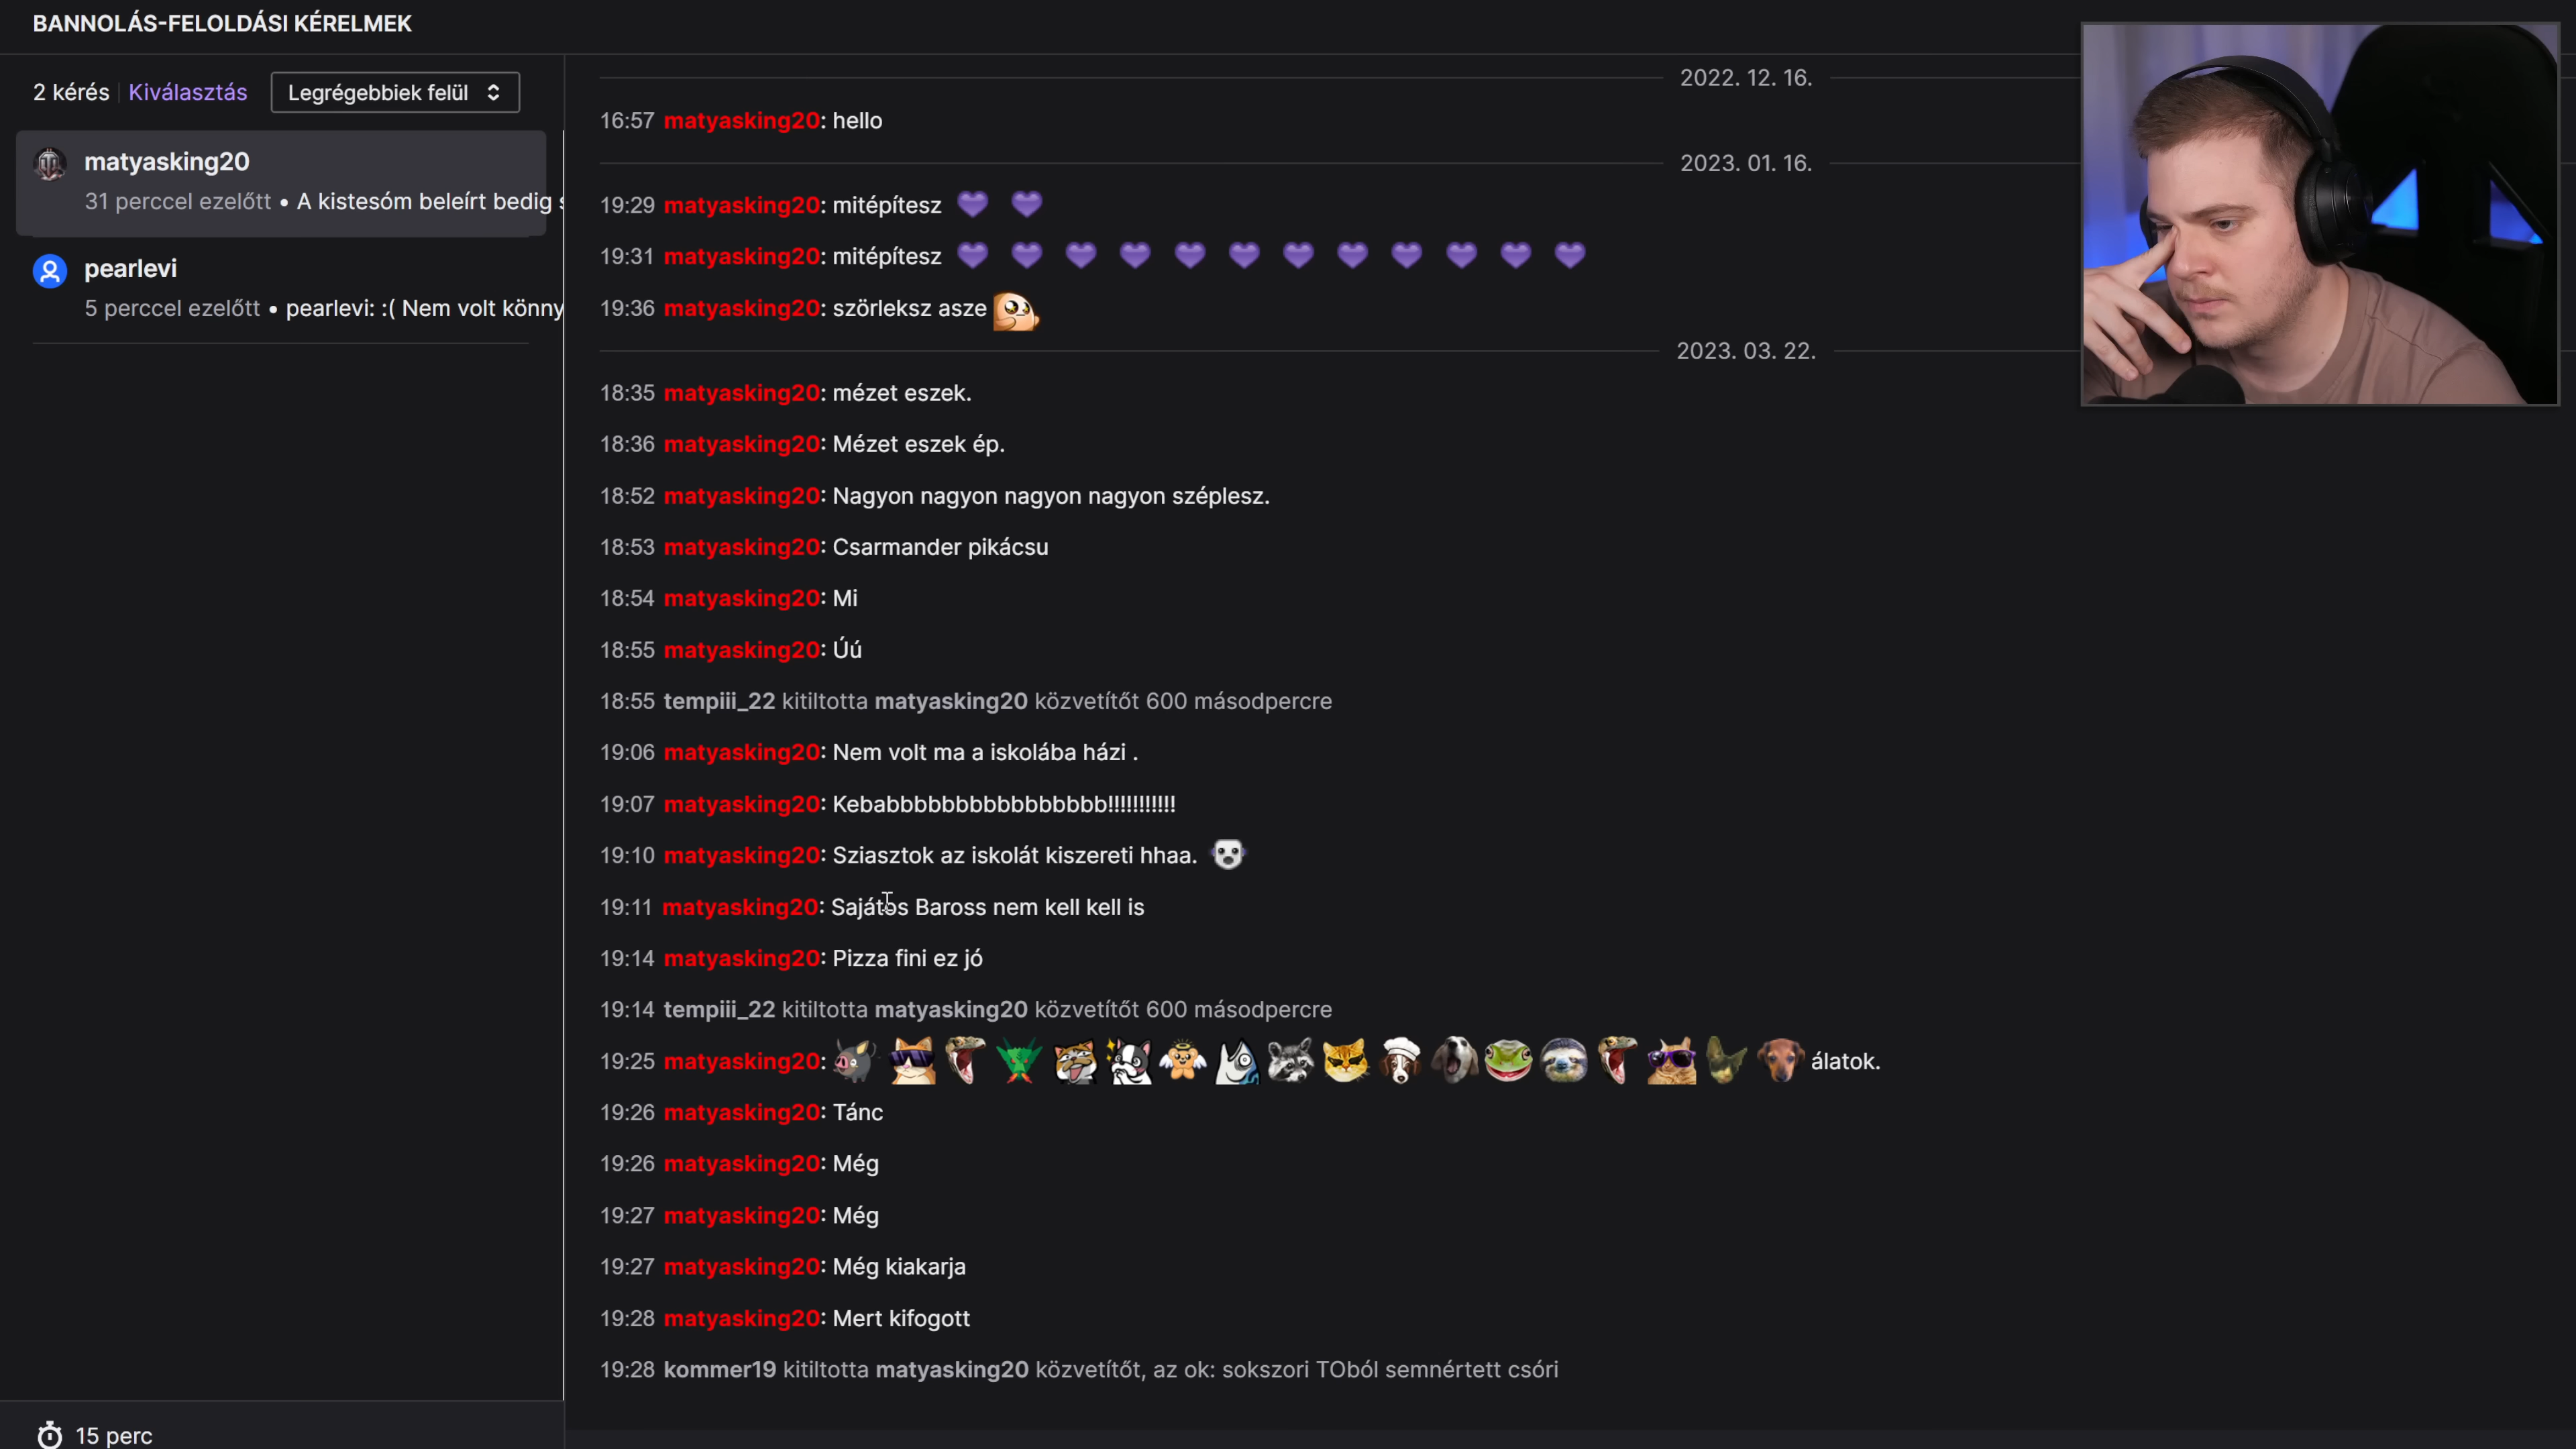 BANNOLÁS-FELOLDÁSI KÉRELMEK
2 kérés Kiválasztás Legrégebbiek felül
matyasking20
31 perccel ezelőtt • A kistesóm beleírt bedig
pearlevi
5 perccel ezelőtt • pearlevi: :( Nem volt könny
15 perc
2022. 12. 16.
16:57 matyasking20: hello
2023. 01. 16.
19:29 matyasking20: mitépítesz
19:31 matyasking20: mitépítesz
19:36 matyasking20: szörleksz asze
2023. 03. 22.
18:35 matyasking20: mézet eszek.
18:36 matyasking20: Mézet eszek ép.
18:52 matyasking20: Nagyon nagyon nagyon nagyon széplesz.
18:53 matyasking20: Csarmander pikácsu
18:54 matyasking20: Mi
18:55 matyasking20: Úú
18:55 tempiii_22 kitiltotta matyasking20 közvetítőt 600 másodpercre
19:06 matyasking20: Nem volt ma a iskolába házi .
19:07 matyasking20: Kebabbbbbbbbbbbbbbbb!!!!!!!!!!!
19:10 matyasking20: Sziasztok az iskolát kiszereti hhaa.
19:11 matyasking20: Sajátos Baross nem kell kell is
19:14 matyasking20: Pizza fini ez jó
19:14 tempiii_22 kitiltotta matyasking20 közvetítőt 600 másodpercre
19:25 matyasking20: álatok.
19:26 matyasking20: Tánc
19:26 matyasking20: Még
19:27 matyasking20: Még
19:27 matyasking20: Még kiakarja
19:28 matyasking20: Mert kifogott
19:28 kommer19 kitiltotta matyasking20 közvetítőt, az ok: sokszori TOból semnértett csóri